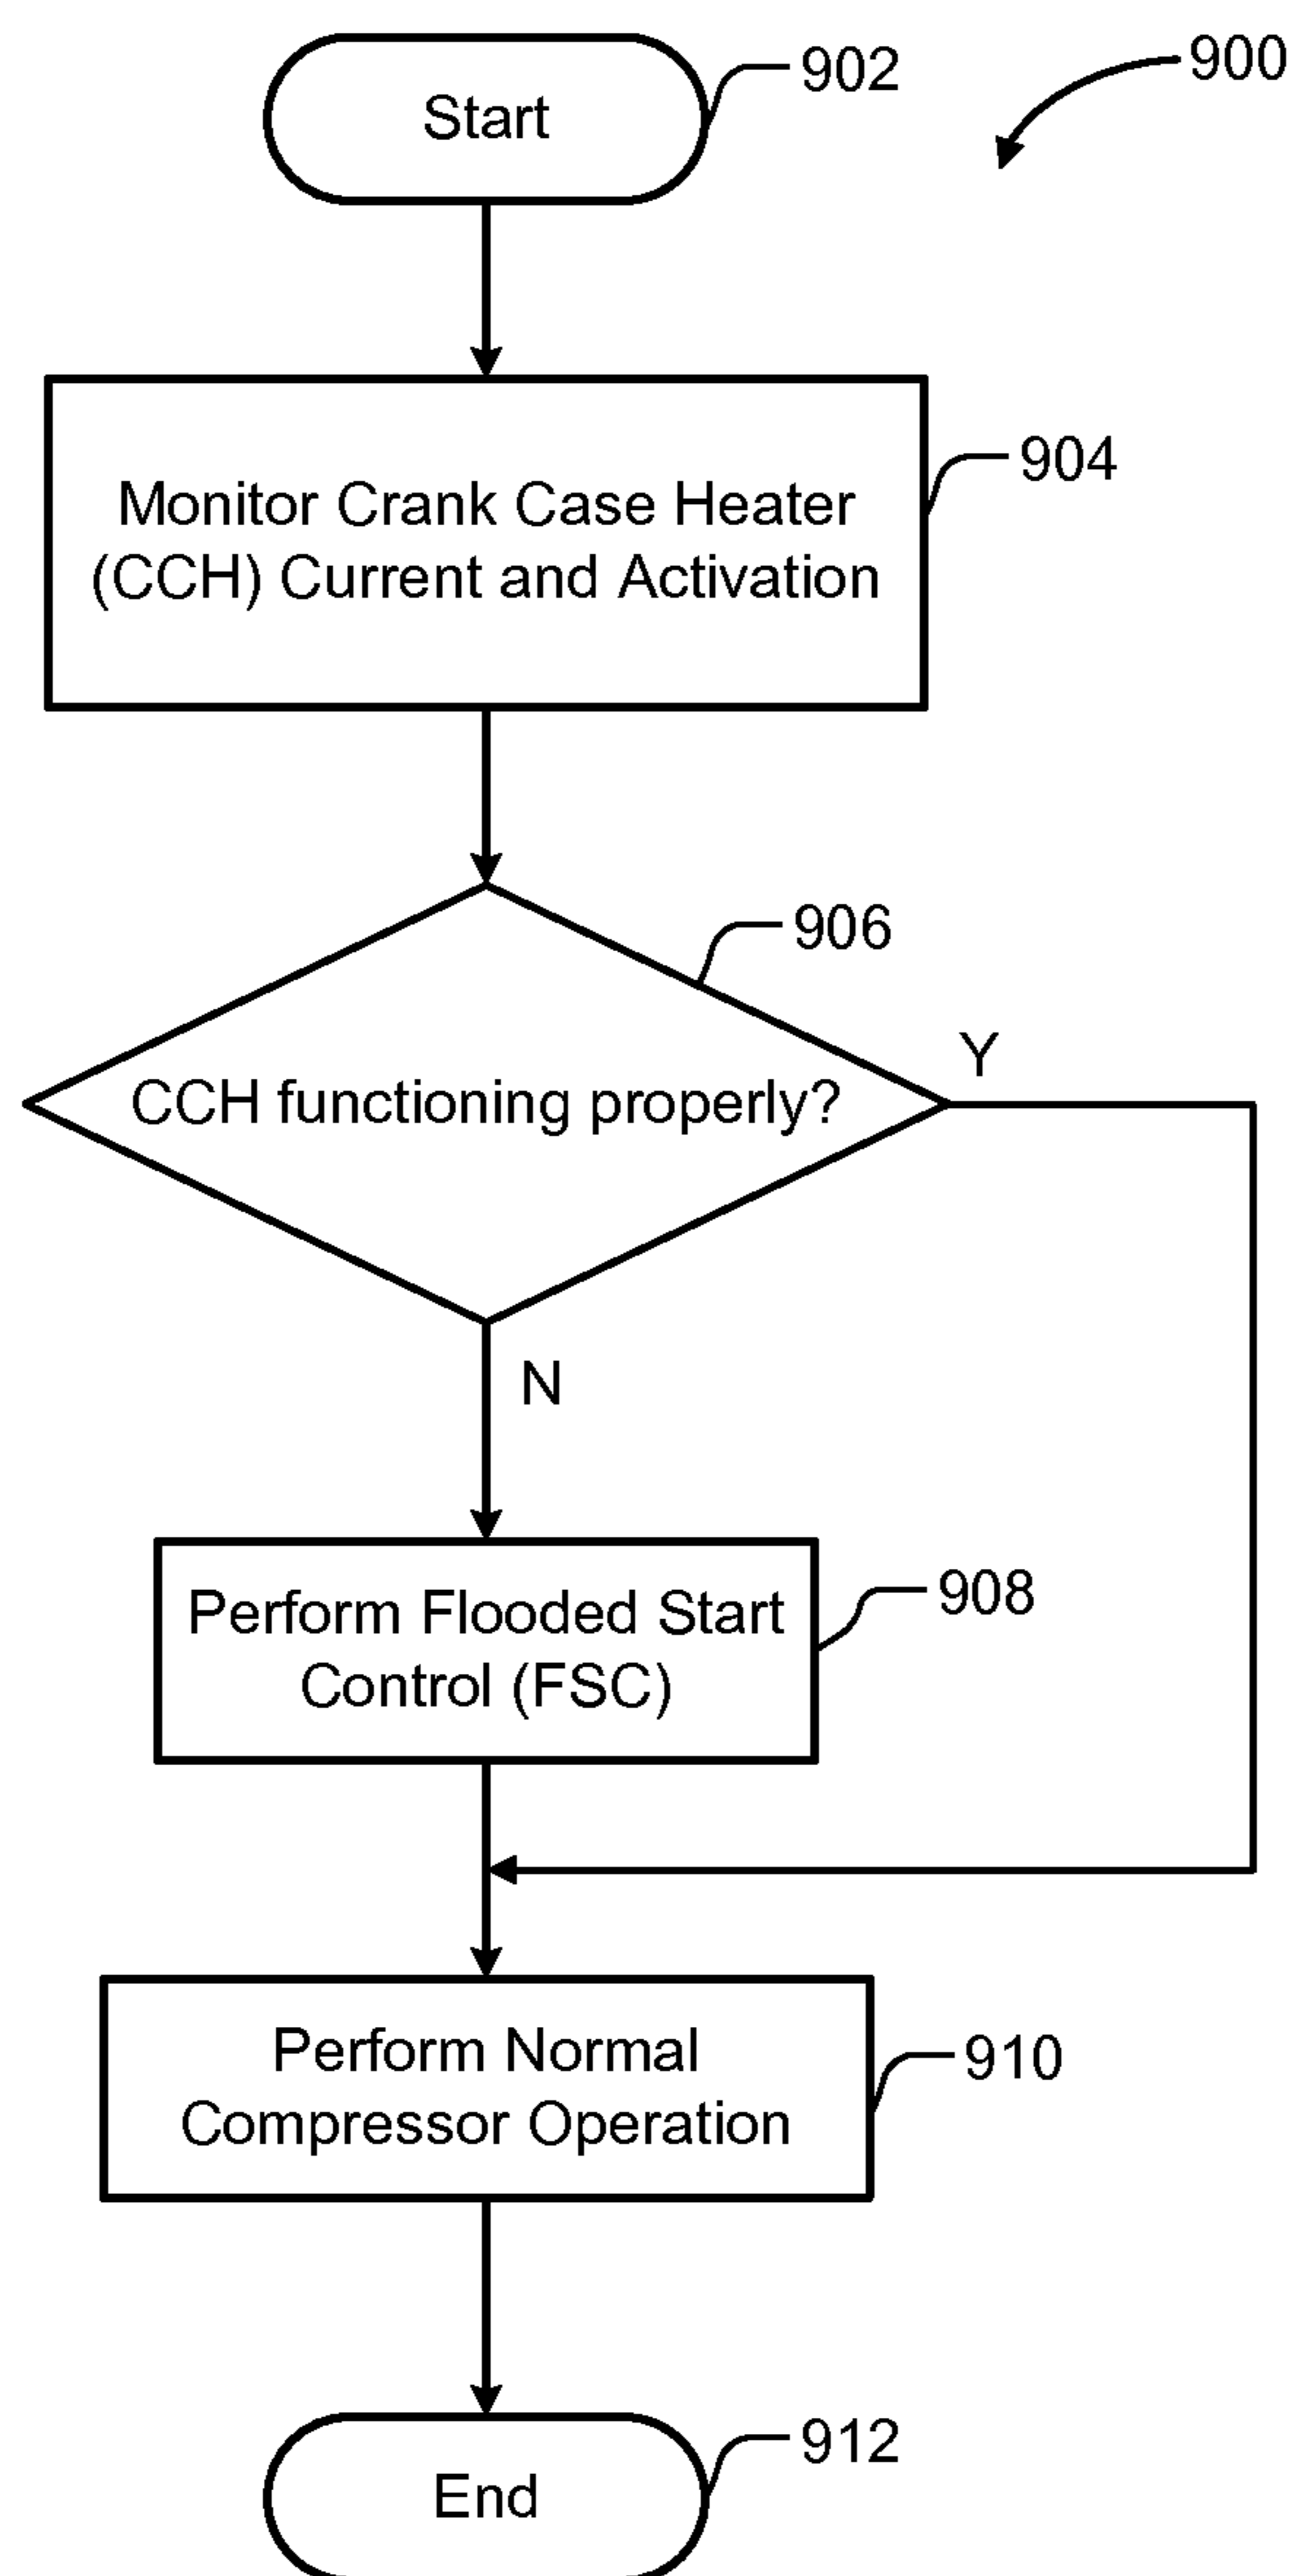 900
Start
902
Monitor Crank Case Heater
(CCH) Current and Activation
904
906
CCH functioning properly?
Y
N
Perform Flooded Start
Control (FSC)
908
Perform Normal
Compressor Operation
910
End
912